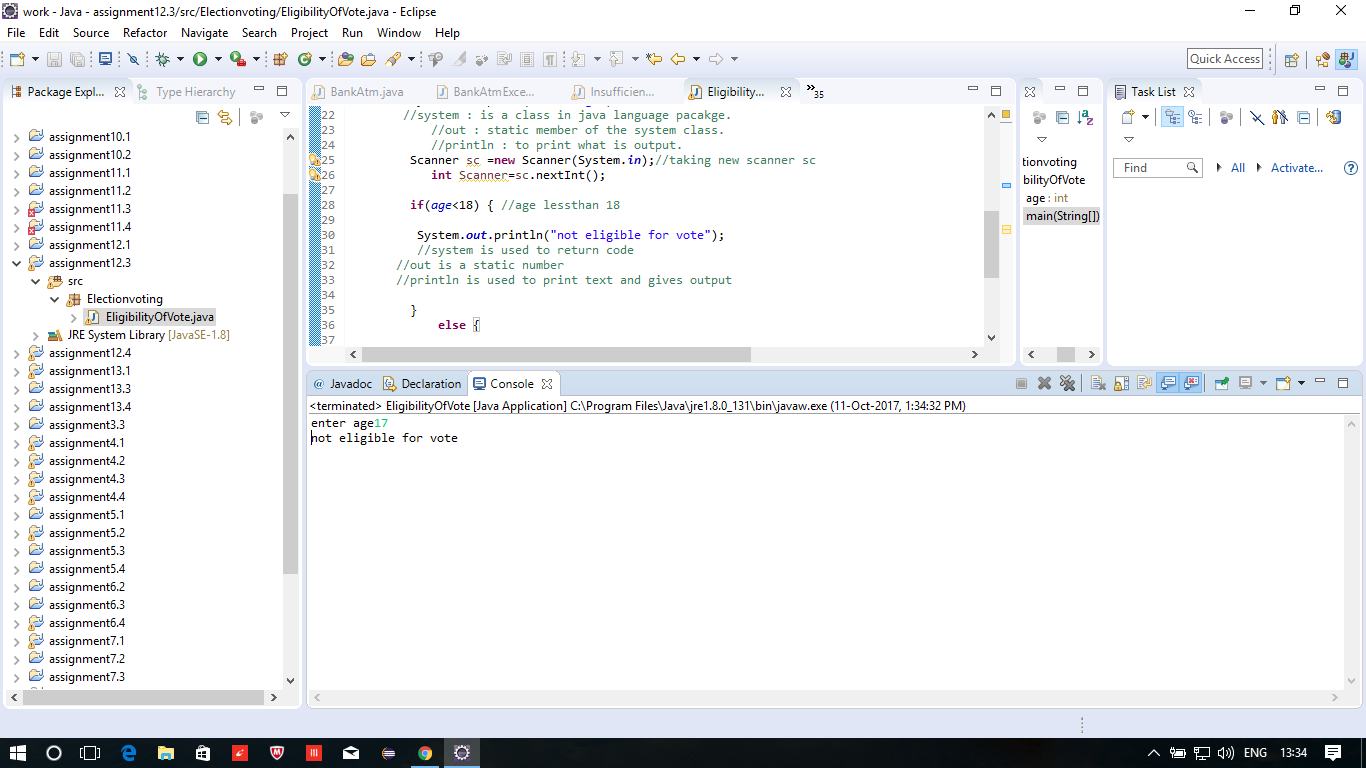 work - Java - assignment12.3/src/Electionvoting/EligibilityOfVote.java - Eclipse
File Edit Source Refactor Navigate Search Project Run Window Help
Quick Access
Package Expl...
Type Hierarchy
assignment10.1
assignment10.2
assignment11.1
assignment11.2
assignment11.3
assignment11.4
assignment12.1
assignment12.3
src
Electionvoting
EligibilityOfVote.java
JRE System Library [JavaSE-1.8]
assignment12.4
assignment13.1
assignment13.3
assignment13.4
assignment3.3
assignment4.1
assignment4.2
assignment4.3
assignment4.4
assignment5.1
assignment5.2
assignment5.3
assignment5.4
assignment6.2
assignment6.3
assignment6.4
assignment7.1
assignment7.2
assignment7.3
BankAtm.java BankAtmExce... Insufficien... Eligibility... »35
22 //system : is a class in java language pacakge.
23 //out : static member of the system class.
24 //println : to print what is output.
25 Scanner sc =new Scanner(System.in);//taking new scanner sc
26 int Scanner=sc.nextInt();
27
28 if(age<18) { //age lessthan 18
29
30 System.out.println("not eligible for vote");
31 //system is used to return code
32 //out is a static number
33 //println is used to print text and gives output
34
35 }
36 else {
37
tionvoting
bilityOfVote
age : int
main(String[])
Task List
Find
All
Activate...
@ Javadoc Declaration Console
<terminated> EligibilityOfVote [Java Application] C:\Program Files\Java\jre1.8.0_131\bin\javaw.exe (11-Oct-2017, 1:34:32 PM)
enter age17
not eligible for vote
ENG 13:34